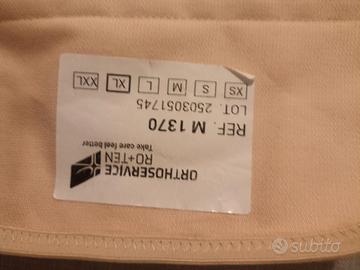 ORTHOSERVICE
RO+TEN
Take care feel better
REF. M 1370
LOT. 2503051745
XS S M L XL XXL
subito